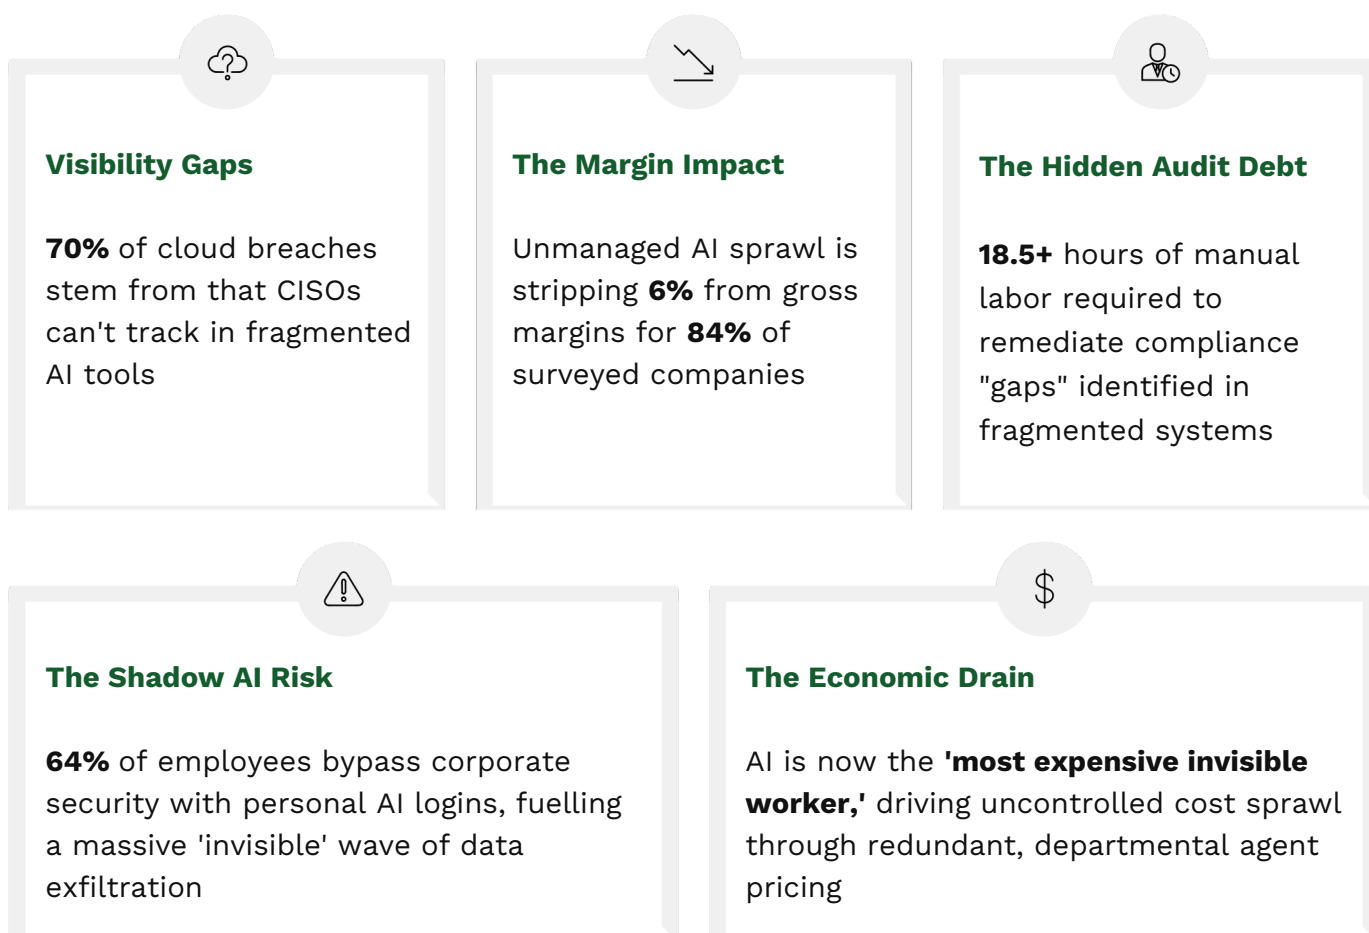 Visibility Gaps
70% of cloud breaches
stem from that CISOs
can't track in fragmented
AI tools
The Margin Impact
Unmanaged AI sprawl is
stripping 6% from gross
margins for 84% of
surveyed companies
The Hidden Audit Debt
18.5+ hours of manual
labor required to
remediate compliance
"gaps" identified in
fragmented systems
The Shadow AI Risk
64% of employees bypass corporate
security with personal AI logins, fuelling
a massive 'invisible' wave of data
exfiltration
The Economic Drain
AI is now the 'most expensive invisible
worker,' driving uncontrolled cost sprawl
through redundant, departmental agent
pricing